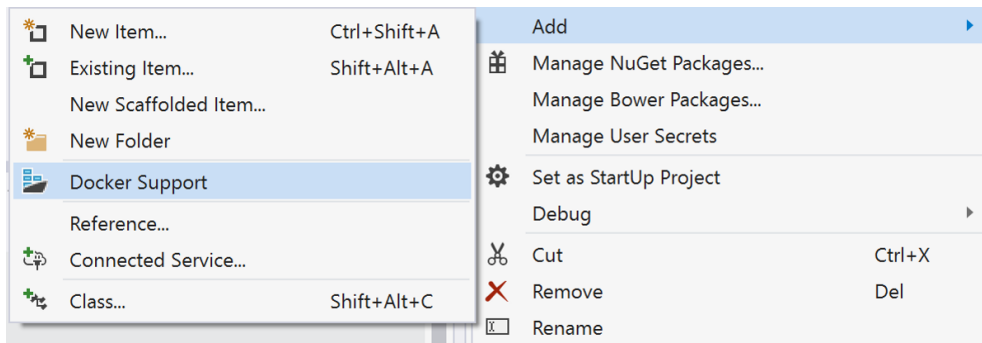 New Item... Ctrl+Shift+A
Existing Item... Shift+Alt+A
New Scaffolded Item...
New Folder
Docker Support
Reference...
Connected Service...
Class... Shift+Alt+C
Add
Manage NuGet Packages...
Manage Bower Packages...
Manage User Secrets
Set as StartUp Project
Debug
Cut Ctrl+X
Remove Del
Rename